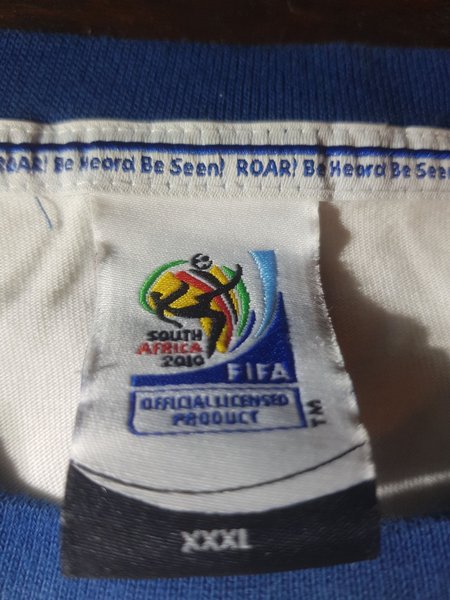 ROAR! Be Heard Be Seen! ROAR! Be Heard Be Seen!
SOUTH
AFRICA
2010
FIFA
OFFICIAL LICENSED
PRODUCT
TM
XXXL